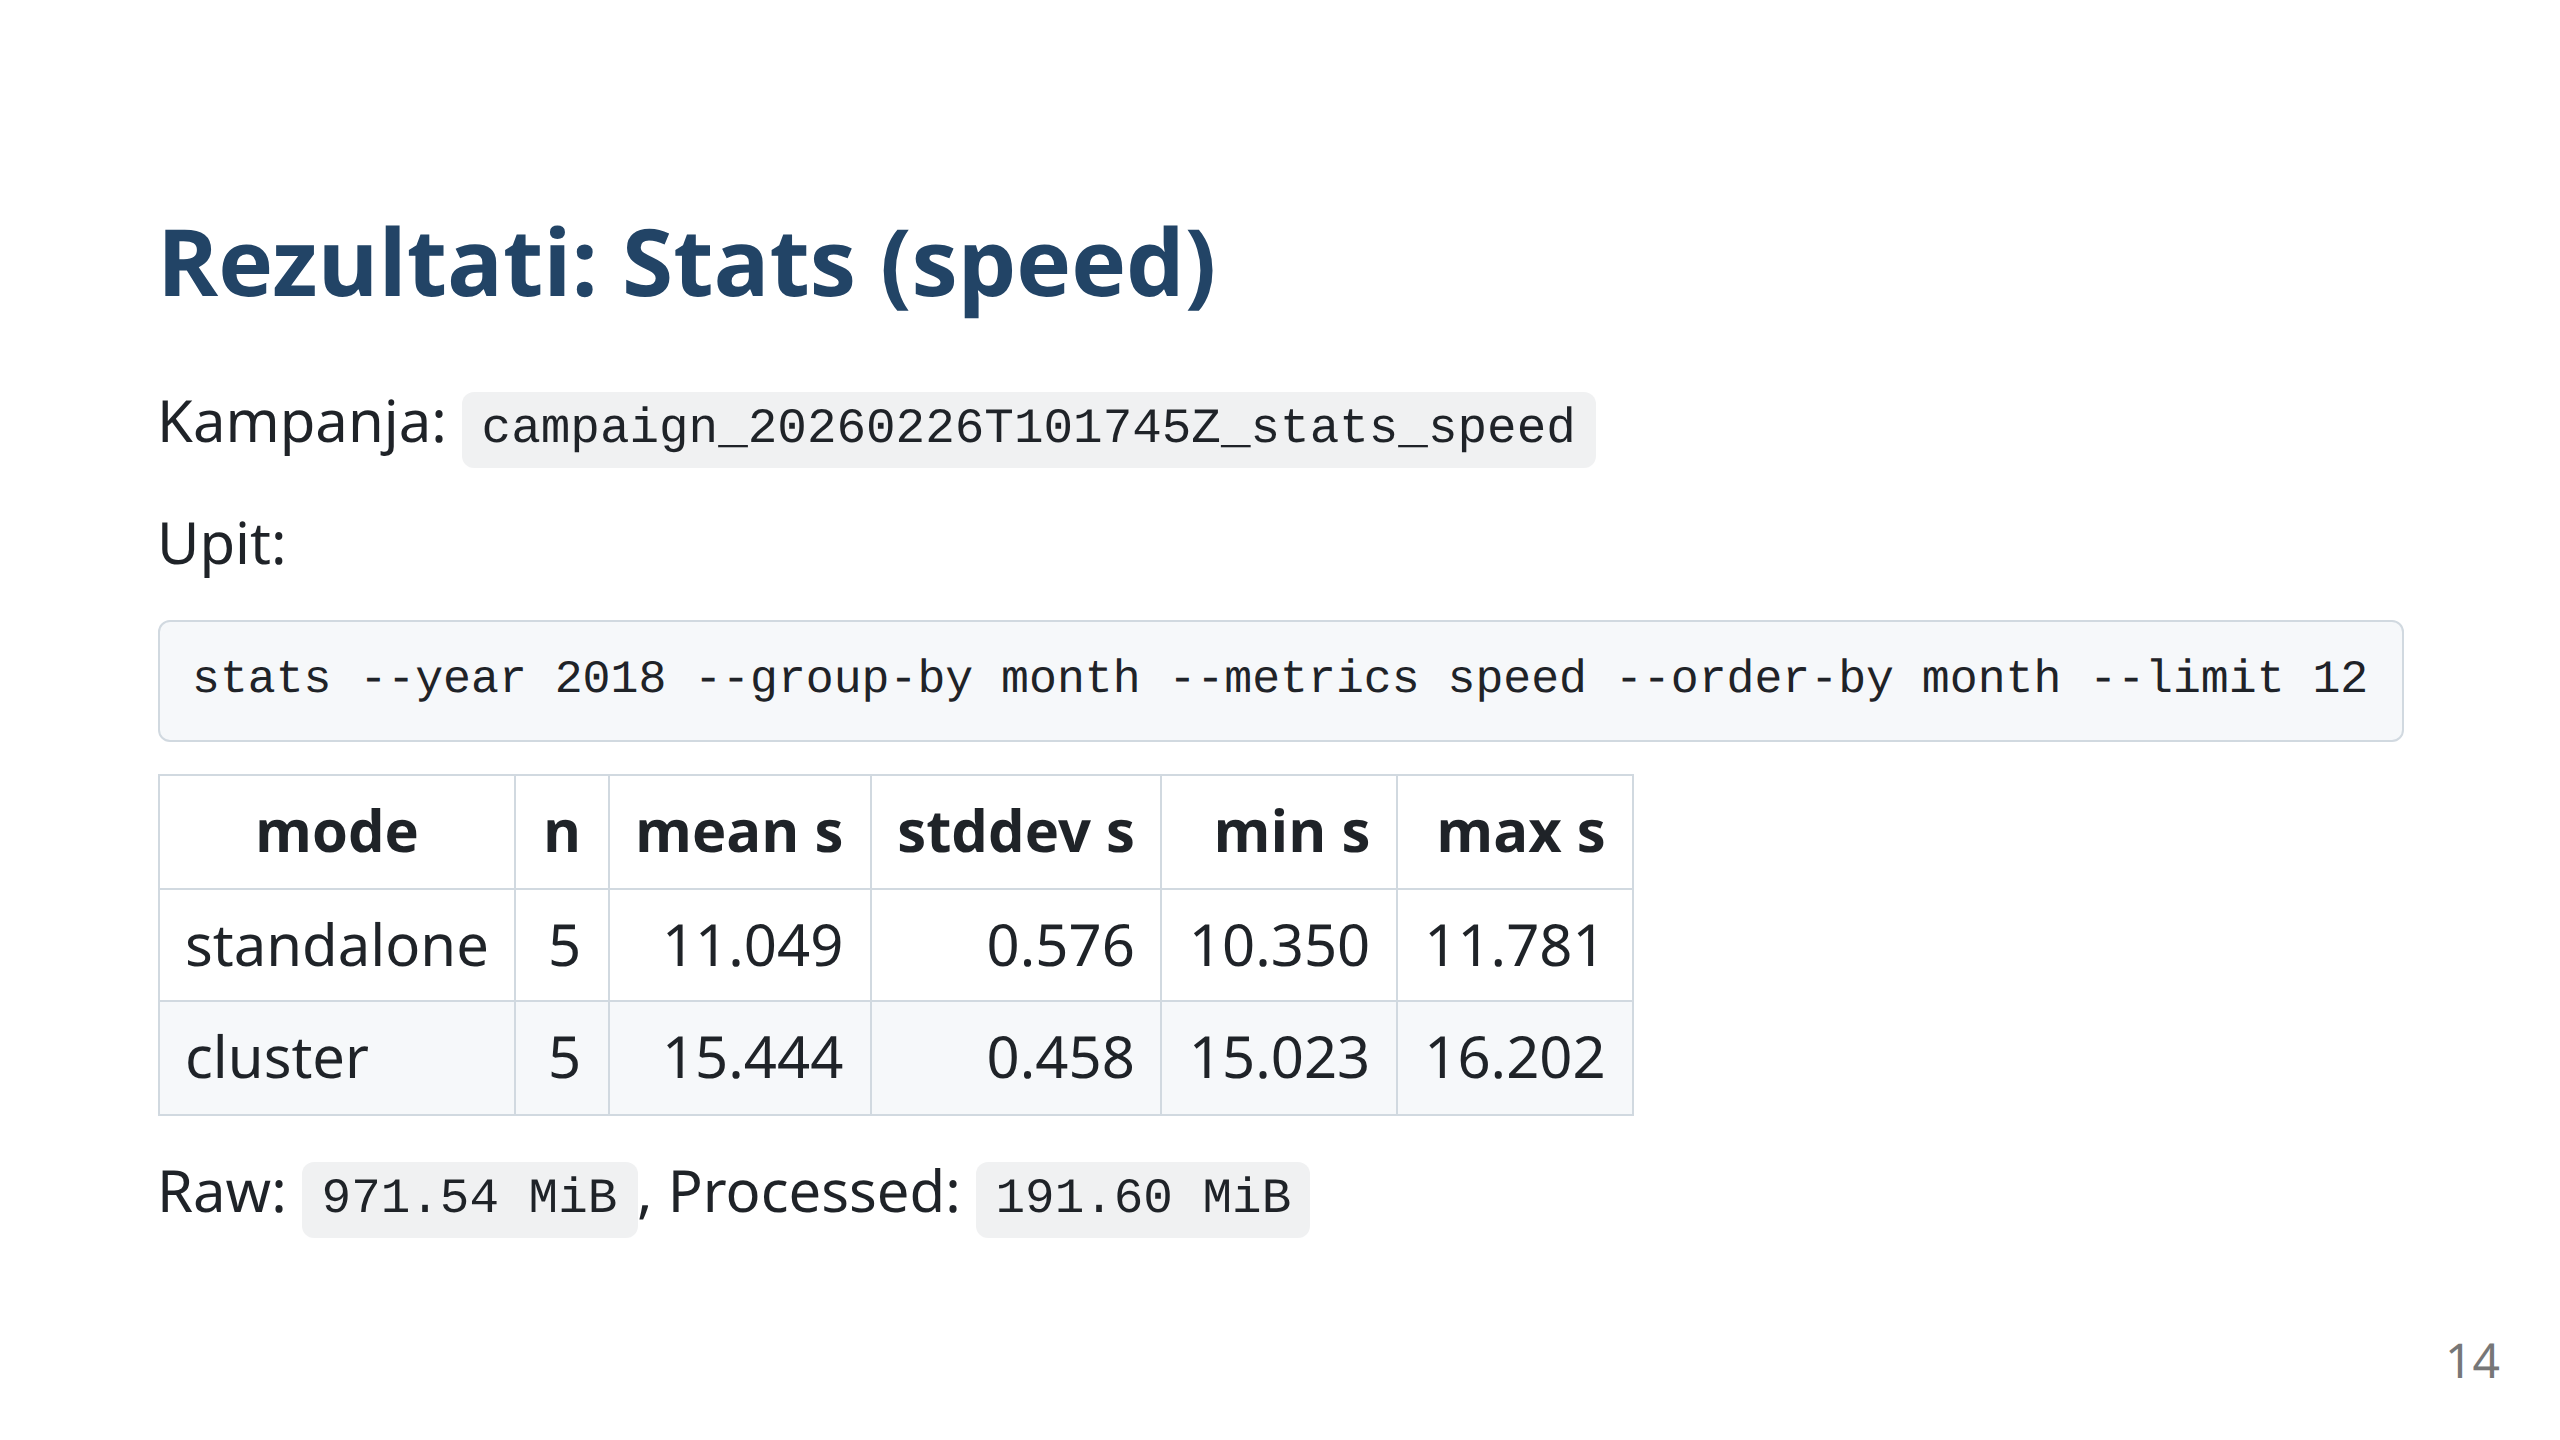 Rezultati: Stats (speed)
Kampanja: campaign_20260226T101745Z_stats_speed
Upit:
stats --year 2018 --group-by month --metrics speed --order-by month --limit 12
mode n mean s stddev s min s max s
standalone 5 11.049 0.576 10.350 11.781
cluster 5 15.444 0.458 15.023 16.202
Raw: 971.54 MiB, Processed: 191.60 MiB
14